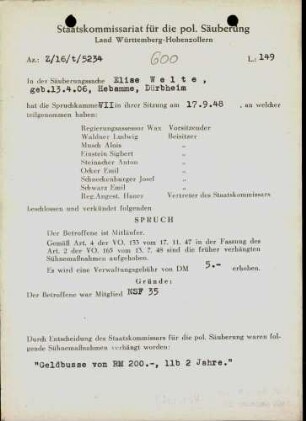 Staatskommissariat für die pol. Säuberung
Land Württemberg-Hohenzollern
Az.: Z/16/t/5234
600
L: 149
In der Säuberungssache Elise Welte,
geb.13.4.06, Hebamme, Dürbheim
hat die Spruchkammer VII in ihrer Sitzung am 17.9.48 , an welcher
teilgenommen haben:
Regierungsassessor Wax Vorsitzender
Waldner Ludwig Beisitzer
Musch Alois „
Einstein Sigbert „
Steinacher Anton „
Oxker Emil „
Schnekenburger Josef „
Schwarz Emil „
Reg.Angest. Hauer Vertreter des Staatskommissars
beschlossen und verkündet folgenden
SPRUCH
Der Betroffene ist Mitläufer.
Gemäß Art. 4 der VO. 133 vom 17. 11. 47 in der Fassung des
Art. 2 der VO. 165 vom 13. 7. 48 sind die früher verhängten
Sühnemaßnahmen aufgehoben.
Es wird eine Verwaltungsgebühr von DM 5.- erhoben.
Gründe:
Der Betroffene war Mitglied NSF 35
Durch Entscheidung des Staatskommissars für die pol. Säuberung waren fol-
gende Sühnemaßnahmen verhängt worden:
"Geldbusse von RM 200.-, 11b 2 Jahre."